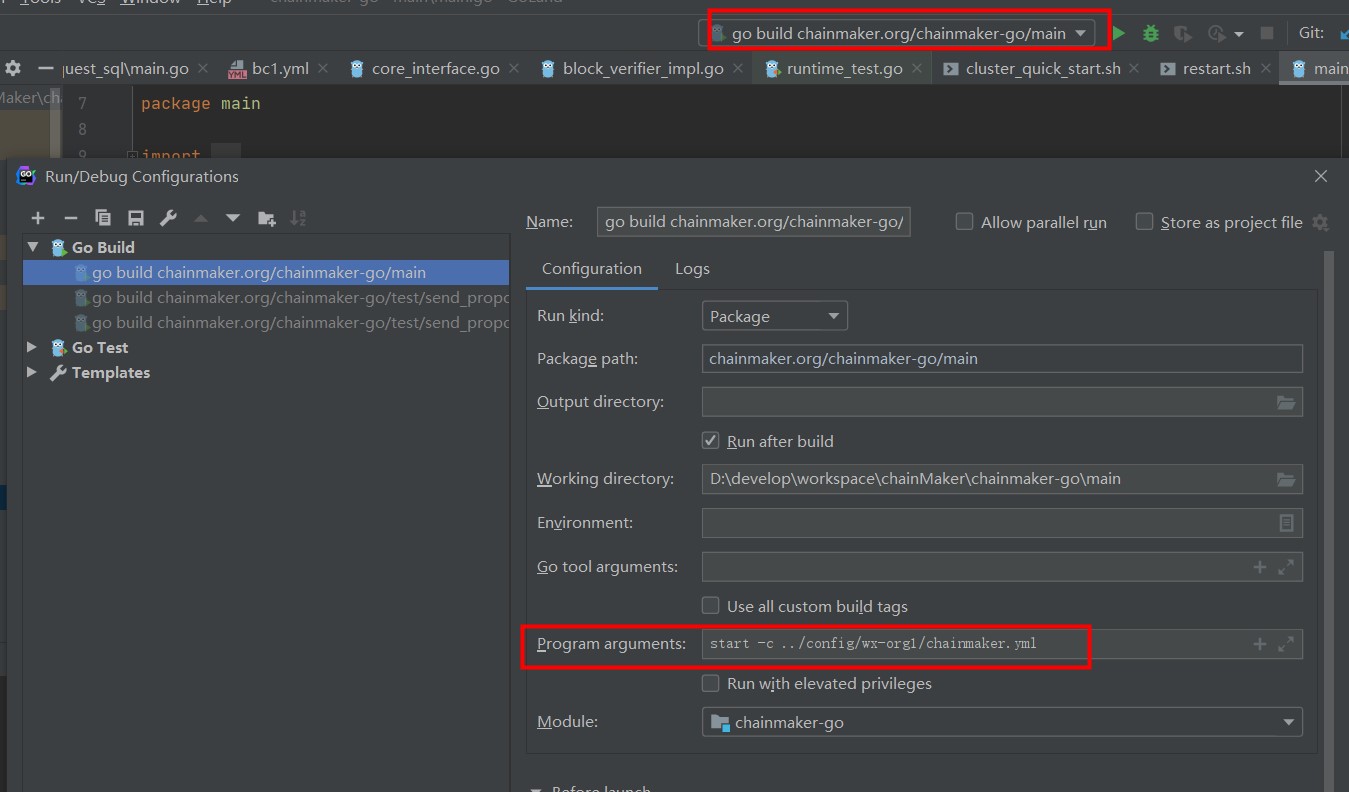 Tools VCS Window Help chainmaker-go main\main.go GoLand
go build chainmaker.org/chainmaker-go/main
Git:
quest_sql\main.go
bc1.yml
core_interface.go
block_verifier_impl.go
runtime_test.go
cluster_quick_start.sh
restart.sh
main
Maker\cha
7 package main
8
9 import
Run/Debug Configurations
Name: go build chainmaker.org/chainmaker-go/
Allow parallel run
Store as project file
Go Build
go build chainmaker.org/chainmaker-go/main
go build chainmaker.org/chainmaker-go/test/send_propo
go build chainmaker.org/chainmaker-go/test/send_propo
Go Test
Templates
Configuration Logs
Run kind: Package
Package path: chainmaker.org/chainmaker-go/main
Output directory:
Run after build
Working directory: D:\develop\workspace\chainMaker\chainmaker-go\main
Environment:
Go tool arguments:
Use all custom build tags
Program arguments: start -c ../config/wx-org1/chainmaker.yml
Run with elevated privileges
Module: chainmaker-go
Before launch